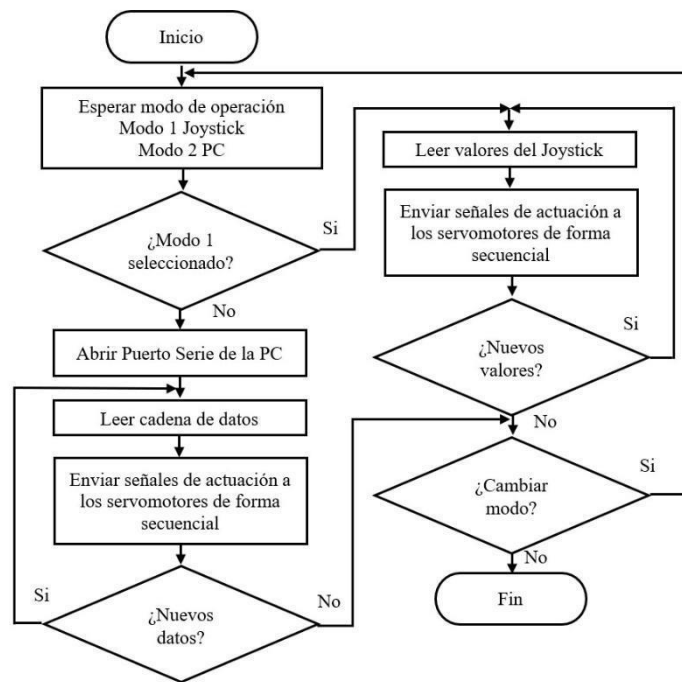 Inicio
Esperar modo de operación
Modo 1 Joystick
Modo 2 PC
¿Modo 1
seleccionado?
Si
No
Abrir Puerto Serie de la PC
Leer cadena de datos
Enviar señales de actuación a
los servomotores de forma
secuencial
¿Nuevos
datos?
Si
No
Leer valores del Joystick
Enviar señales de actuación a
los servomotores de forma
secuencial
¿Nuevos
valores?
Si
No
¿Cambiar
modo?
Si
No
Fin